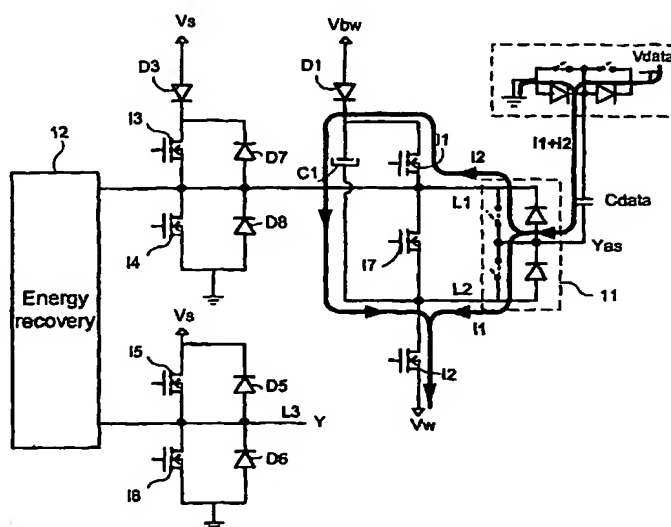 Vs
Vbw
Vdata
D3
D1
I3
I1
I1+I2
12
D7
C1
I2
D8
L1
Cdata
I4
I7
Yas
Energy
recovery
Vs
L2
11
I1
I5
D5
I2
L3
Y
Vw
D6
I8